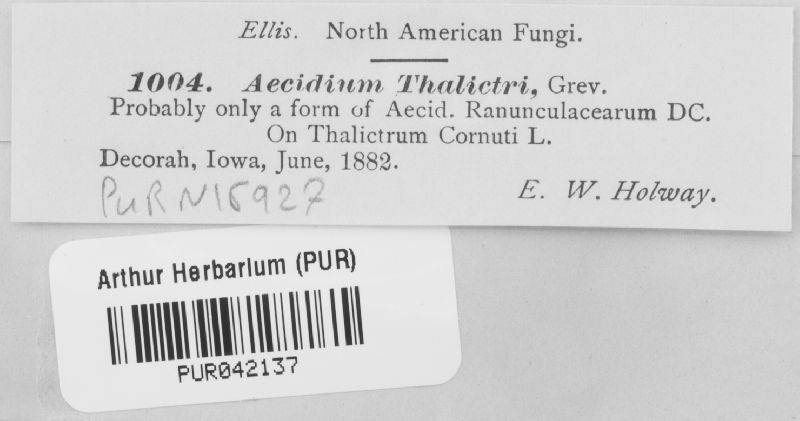 Ellis. North American Fungi.
1004. Aecidium Thalictri, Grev.
Probably only a form of Aecid. Ranunculacearum DC.
On Thalictrum Cornuti L.
Decorah, Iowa, June, 1882.
E. W. Holway.
PUR N15927
Arthur Herbarium (PUR)
PUR042137